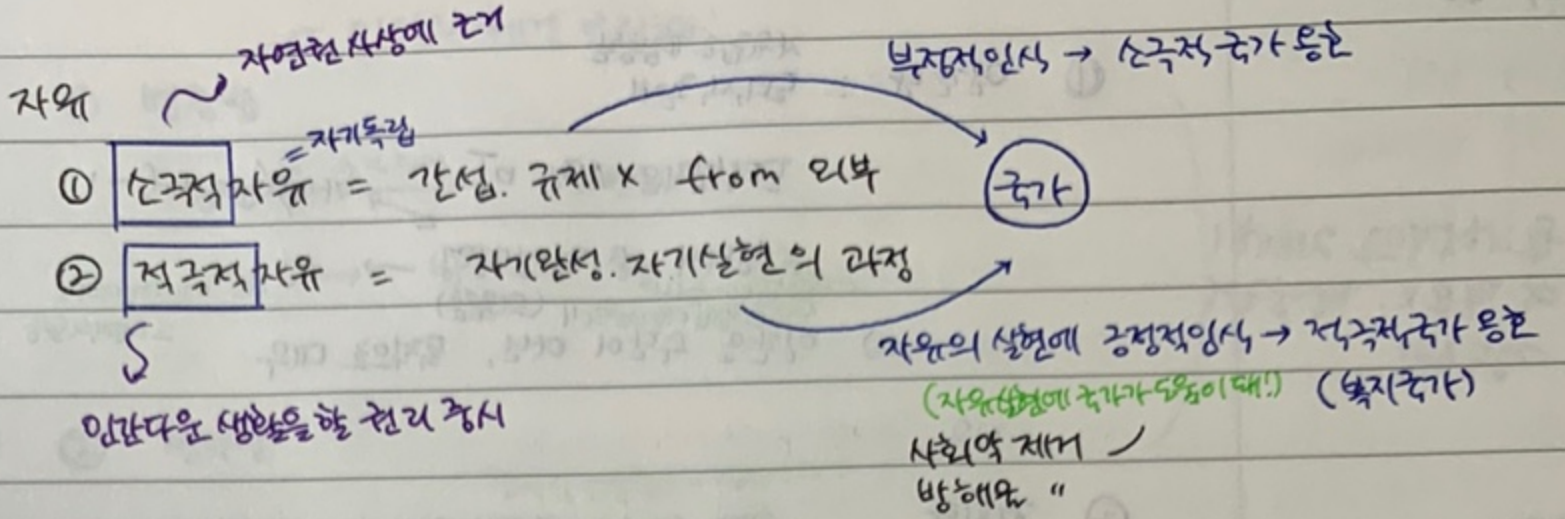 자연권 사상에 근거
부정적인식 → 소극적 국가 옹호
자유
= 자기독립
① 소극적 자유 = 간섭. 규제 x from 외부
국가
② 적극적 자유 = 자기완성. 자기실현의 과정
자유의 실현에 긍정적인식 → 적극적국가 옹호
(자유실현에 국가가 도움이 돼!) (복지국가)
인간다운 생활을 할 권리 중시
사회악 제거
방해물 〃